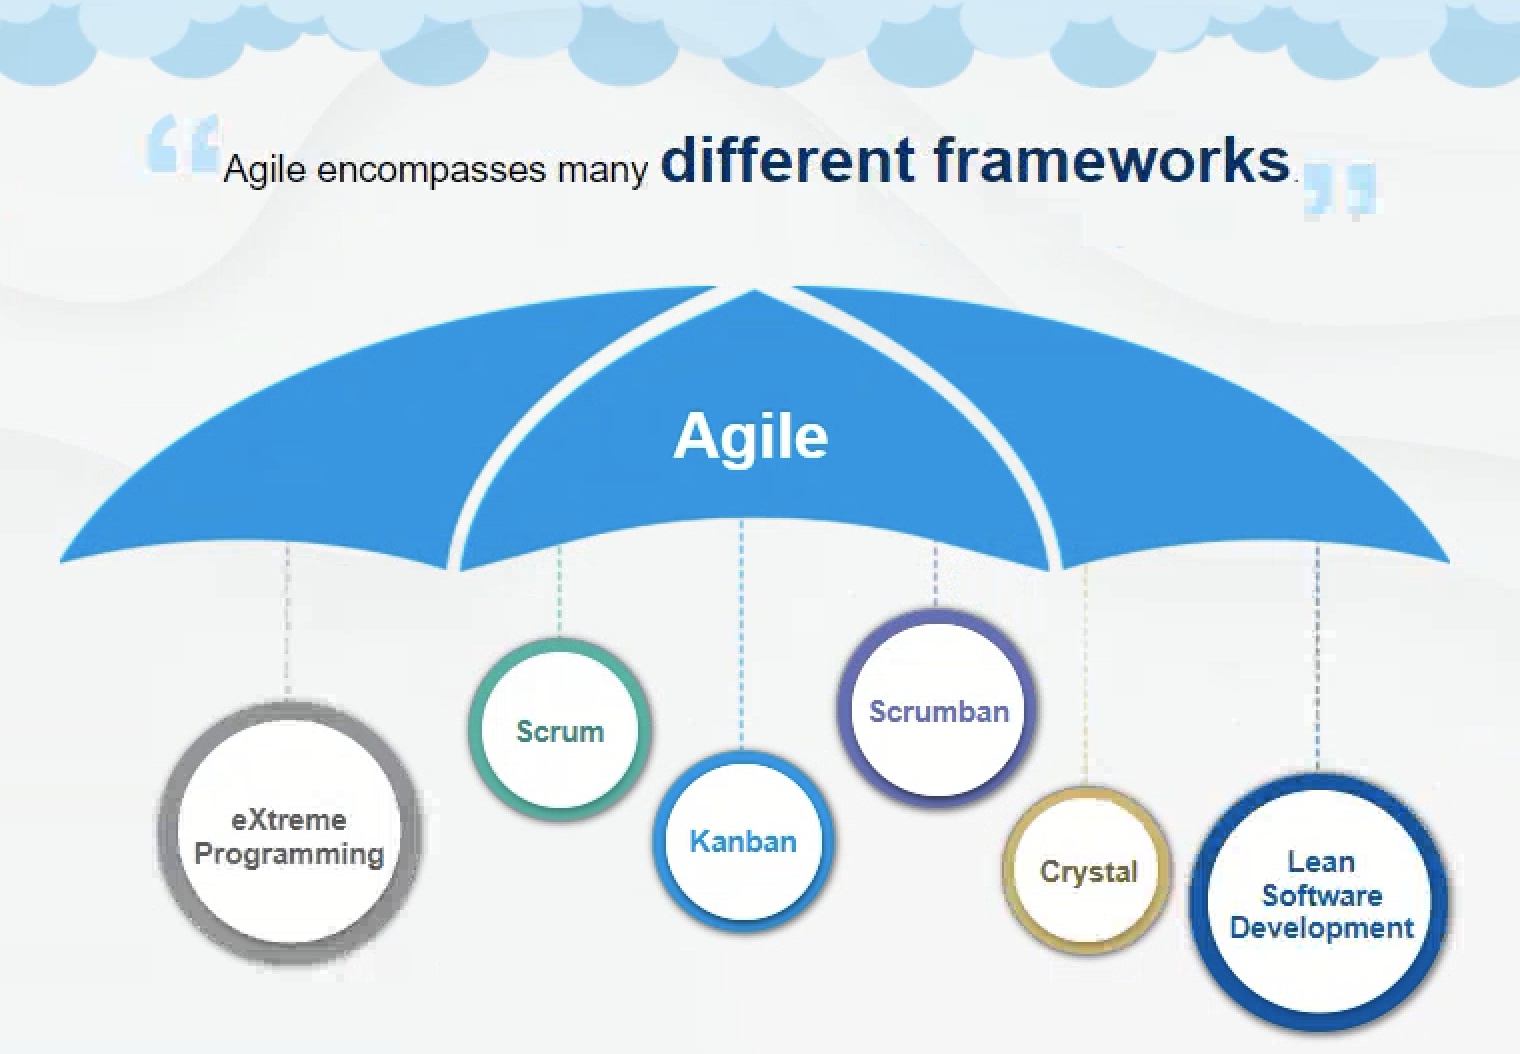 “Agile encompasses many different frameworks.”
Agile
eXtreme
Programming
Scrum
Kanban
Scrumban
Crystal
Lean
Software
Development